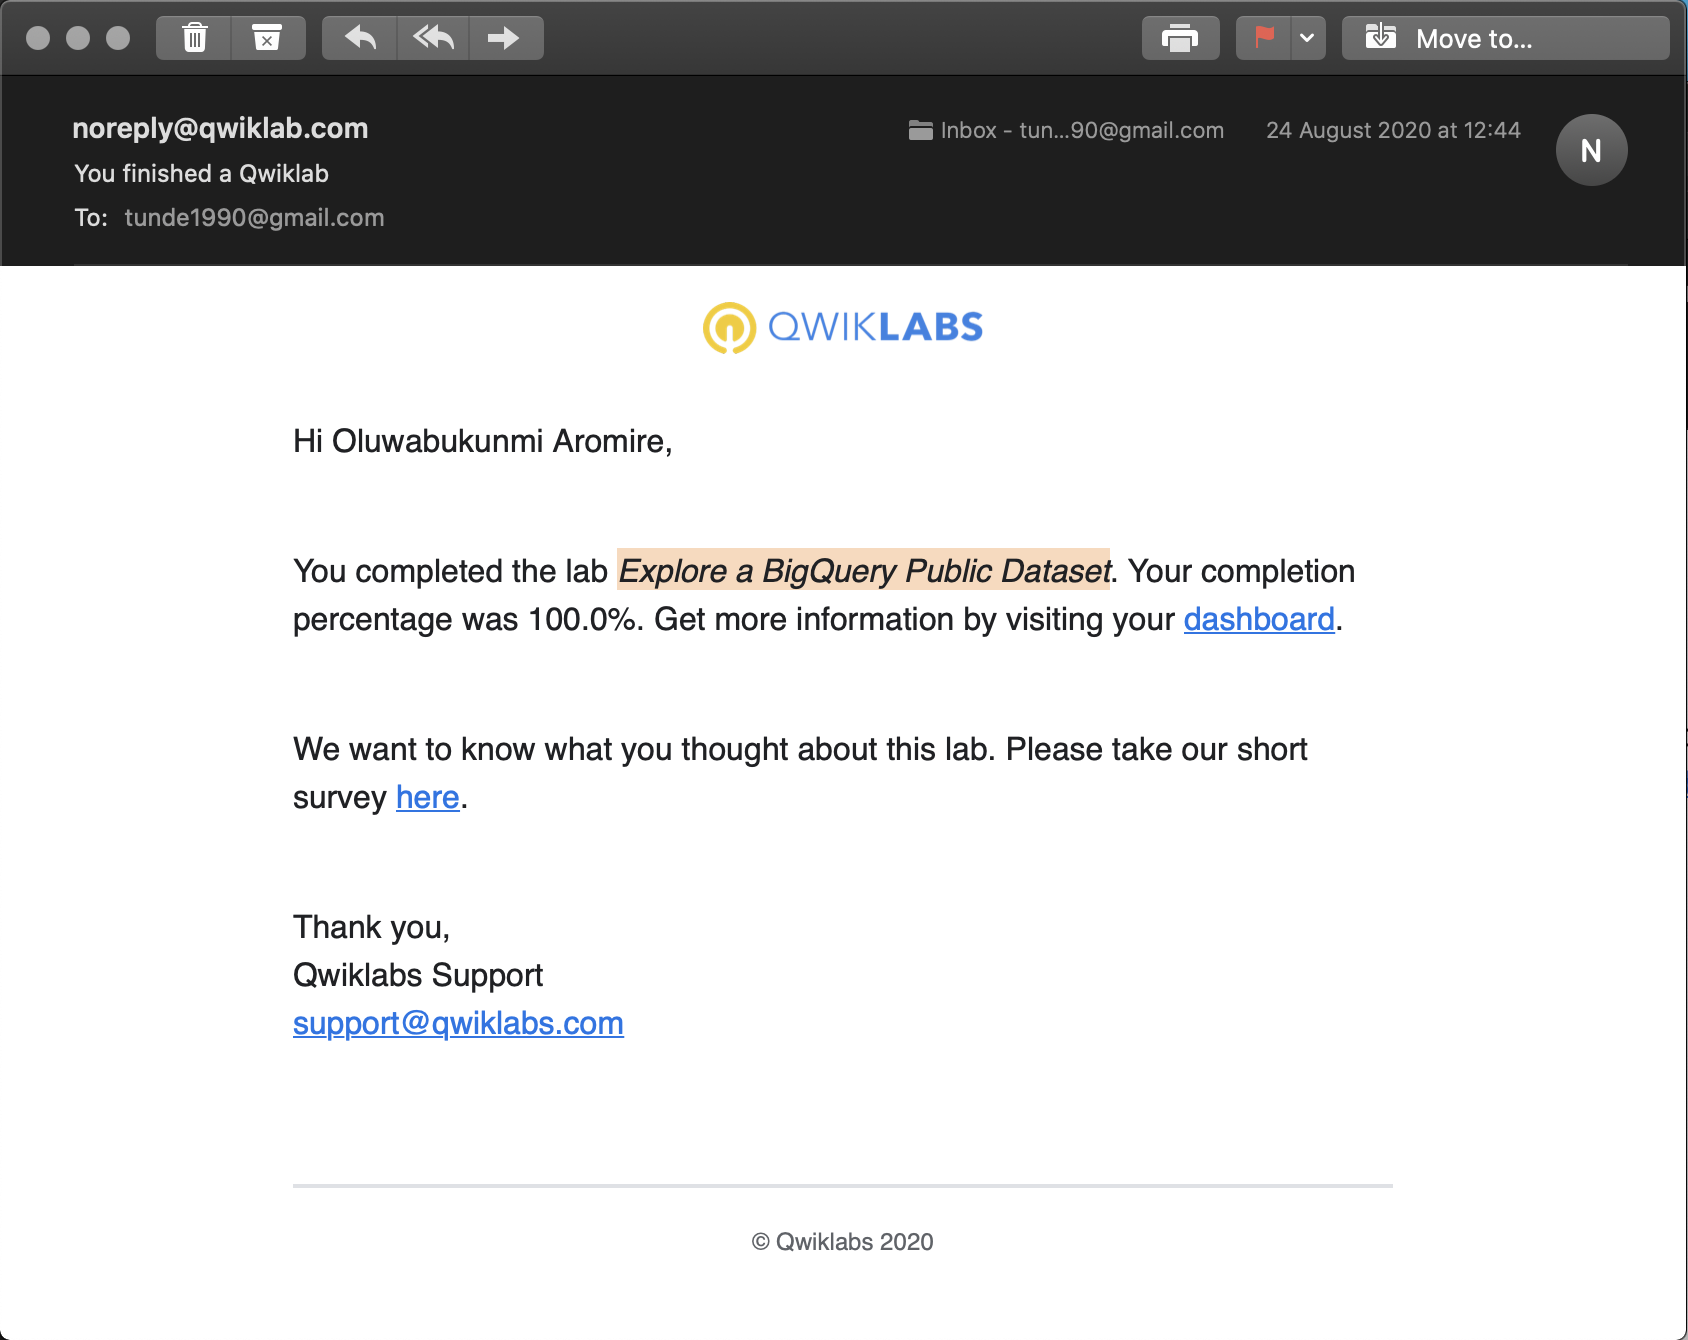 Move to...
noreply@qwiklab.com
Inbox - tun...90@gmail.com
24 August 2020 at 12:44
N
You finished a Qwiklab
To: tunde1990@gmail.com
QWIKLABS
Hi Oluwabukunmi Aromire,
You completed the lab Explore a BigQuery Public Dataset. Your completion
percentage was 100.0%. Get more information by visiting your dashboard.
We want to know what you thought about this lab. Please take our short
survey here.
Thank you,
Qwiklabs Support
support@qwiklabs.com
© Qwiklabs 2020